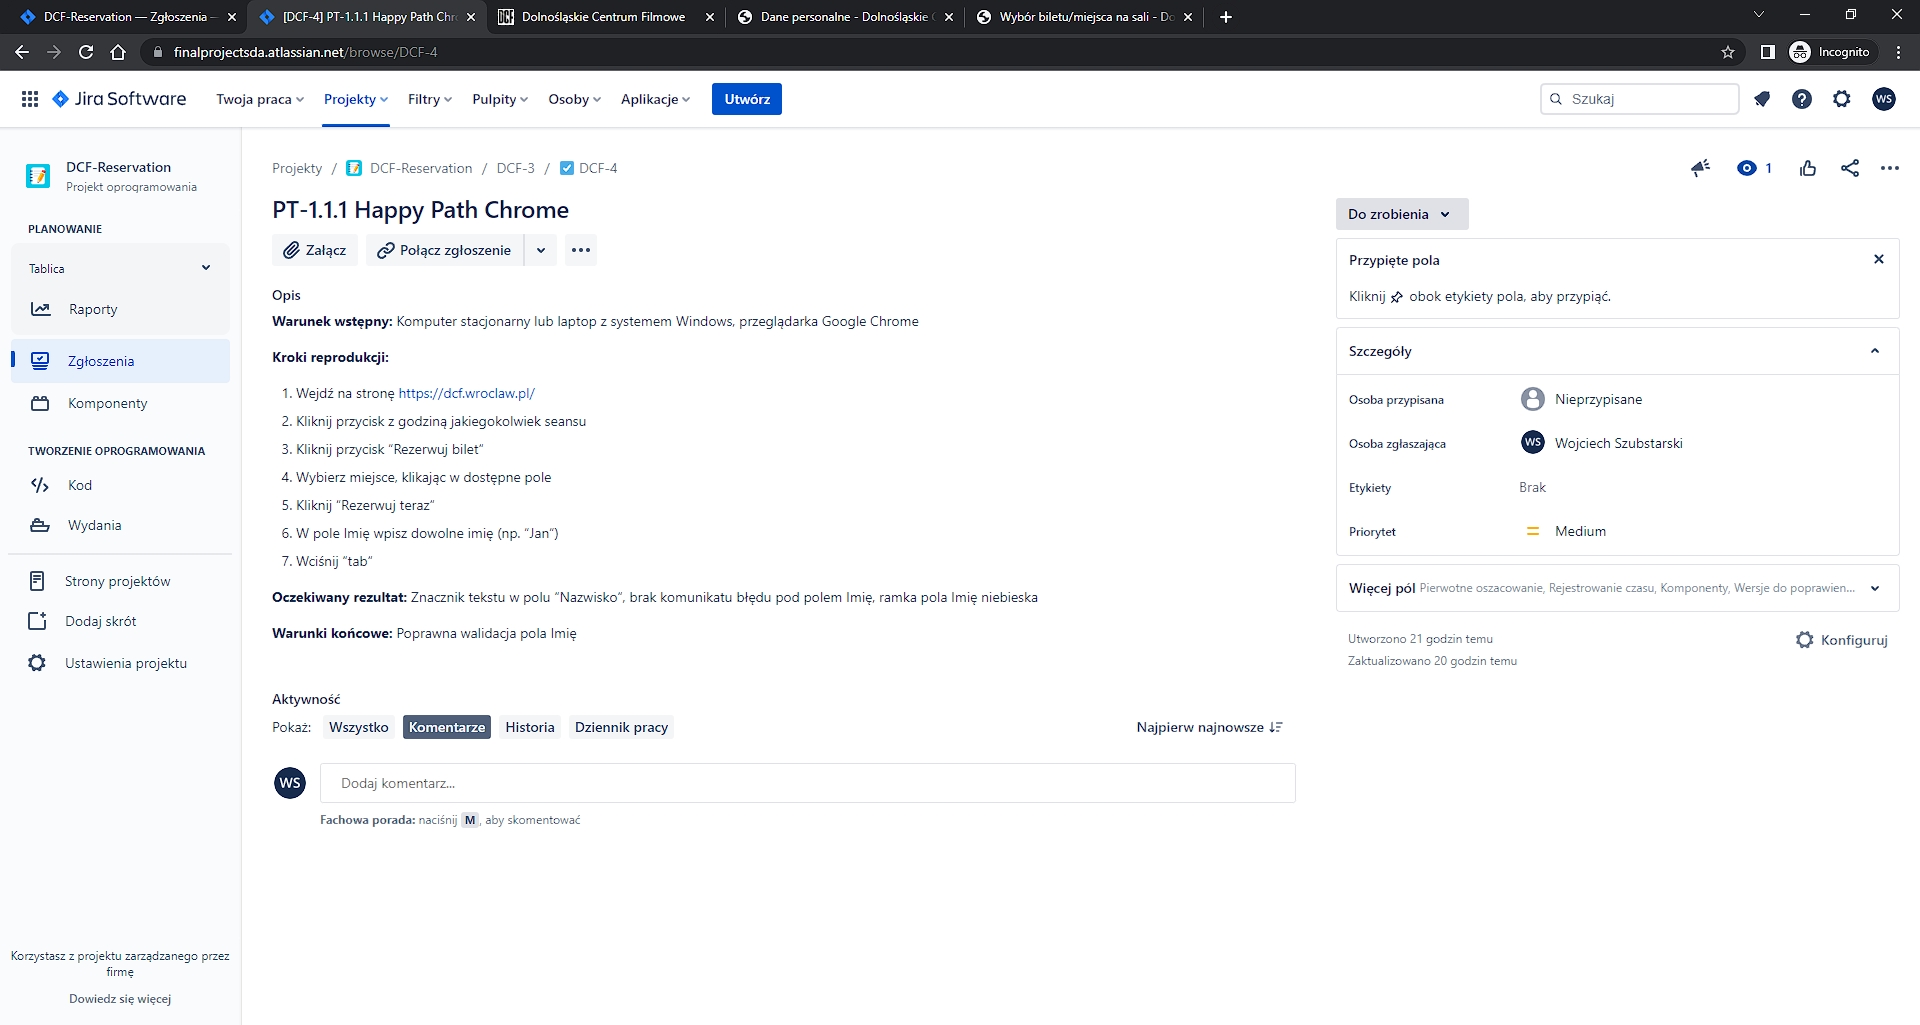 DCF-Reservation — Zgłoszenia —
[DCF-4] PT-1.1.1 Happy Path Chr
Dolnośląskie Centrum Filmowe
Dane personalne - Dolnośląskie
Wybór biletu/miejsca na sali - Do
finalprojectsda.atlassian.net/browse/DCF-4
Incognito
Jira Software
Twoja praca
Projekty
Filtry
Pulpity
Osoby
Aplikacje
Utwórz
Szukaj
WS
DCF-Reservation
Projekt oprogramowania
PLANOWANIE
Tablica
Raporty
Zgłoszenia
Komponenty
TWORZENIE OPROGRAMOWANIA
Kod
Wydania
Strony projektów
Dodaj skrót
Ustawienia projektu
Korzystasz z projektu zarządzanego przez
firmę
Dowiedz się więcej
Projekty / DCF-Reservation / DCF-3 / DCF-4
1
PT-1.1.1 Happy Path Chrome
Załącz
Połącz zgłoszenie
Opis
Warunek wstępny: Komputer stacjonarny lub laptop z systemem Windows, przeglądarka Google Chrome
Kroki reprodukcji:
1. Wejdź na stronę https://dcf.wroclaw.pl/
2. Kliknij przycisk z godziną jakiegokolwiek seansu
3. Kliknij przycisk “Rezerwuj bilet”
4. Wybierz miejsce, klikając w dostępne pole
5. Kliknij “Rezerwuj teraz”
6. W pole Imię wpisz dowolne imię (np. “Jan”)
7. Wciśnij “tab”
Oczekiwany rezultat: Znacznik tekstu w polu “Nazwisko”, brak komunikatu błędu pod polem Imię, ramka pola Imię niebieska
Warunki końcowe: Poprawna walidacja pola Imię
Aktywność
Pokaż: Wszystko Komentarze Historia Dziennik pracy
Najpierw najnowsze
WS
Dodaj komentarz...
Fachowa porada: naciśnij M, aby skomentować
Do zrobienia
Przypięte pola
Kliknij obok etykiety pola, aby przypiąć.
Szczegóły
Osoba przypisana
Nieprzypisane
Osoba zgłaszająca
WS Wojciech Szubstarski
Etykiety
Brak
Priorytet
Medium
Więcej pól Pierwotne oszacowanie, Rejestrowanie czasu, Komponenty, Wersje do poprawien...
Utworzono 21 godzin temu
Zaktualizowano 20 godzin temu
Konfiguruj